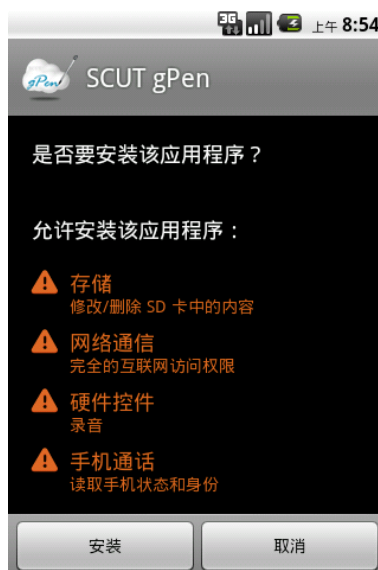 3G 上午 8:54
gPen SCUT gPen
是否要安装该应用程序？
允许安装该应用程序：
存储
修改/删除 SD 卡中的内容
网络通信
完全的互联网访问权限
硬件控件
录音
手机通话
读取手机状态和身份
安装 取消